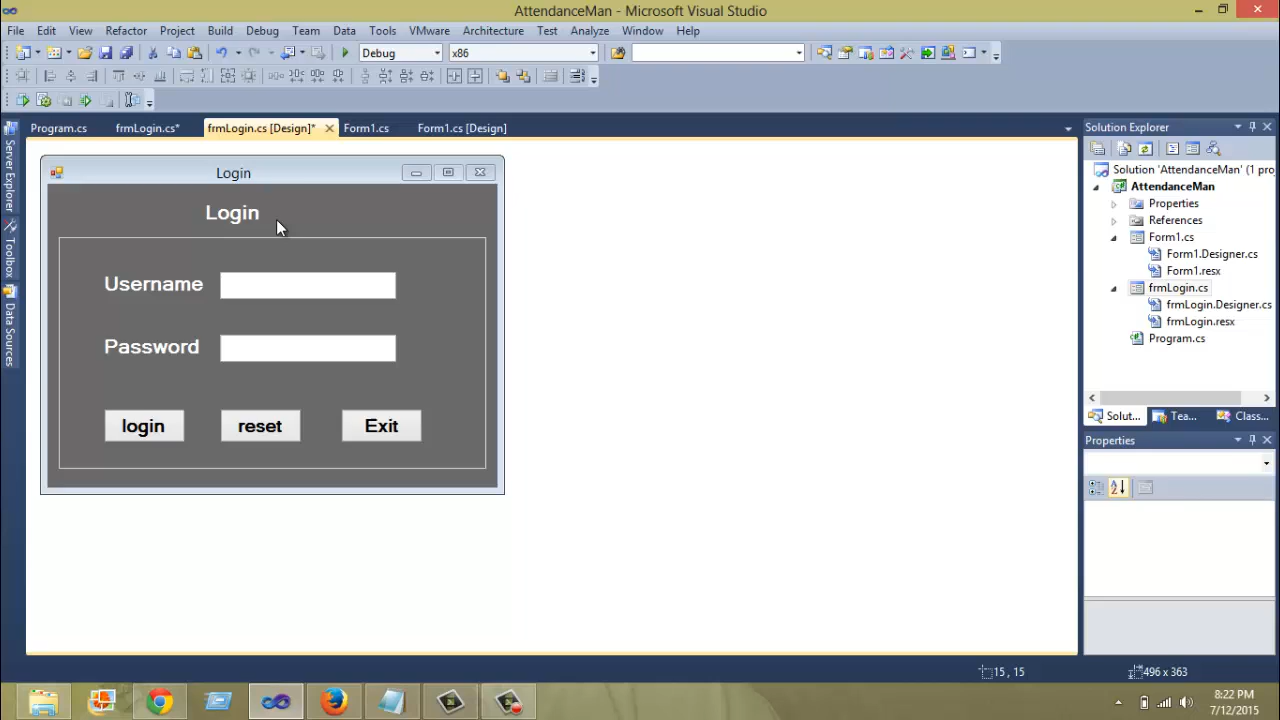 AttendanceMan - Microsoft Visual Studio
File Edit View Refactor Project Build Debug Team Data Tools VMware Architecture Test Analyze Window Help
Debug x86
Program.cs frmLogin.cs* frmLogin.cs [Design]* Form1.cs Form1.cs [Design]
Server Explorer
Toolbox
Data Sources
Login
Login
Username
Password
login reset Exit
Solution Explorer
Solution 'AttendanceMan' (1 proj
AttendanceMan
Properties
References
Form1.cs
Form1.Designer.cs
Form1.resx
frmLogin.cs
frmLogin.Designer.cs
frmLogin.resx
Program.cs
Solut... Tea... Class...
Properties
15 , 15 496 x 363
8:22 PM
7/12/2015